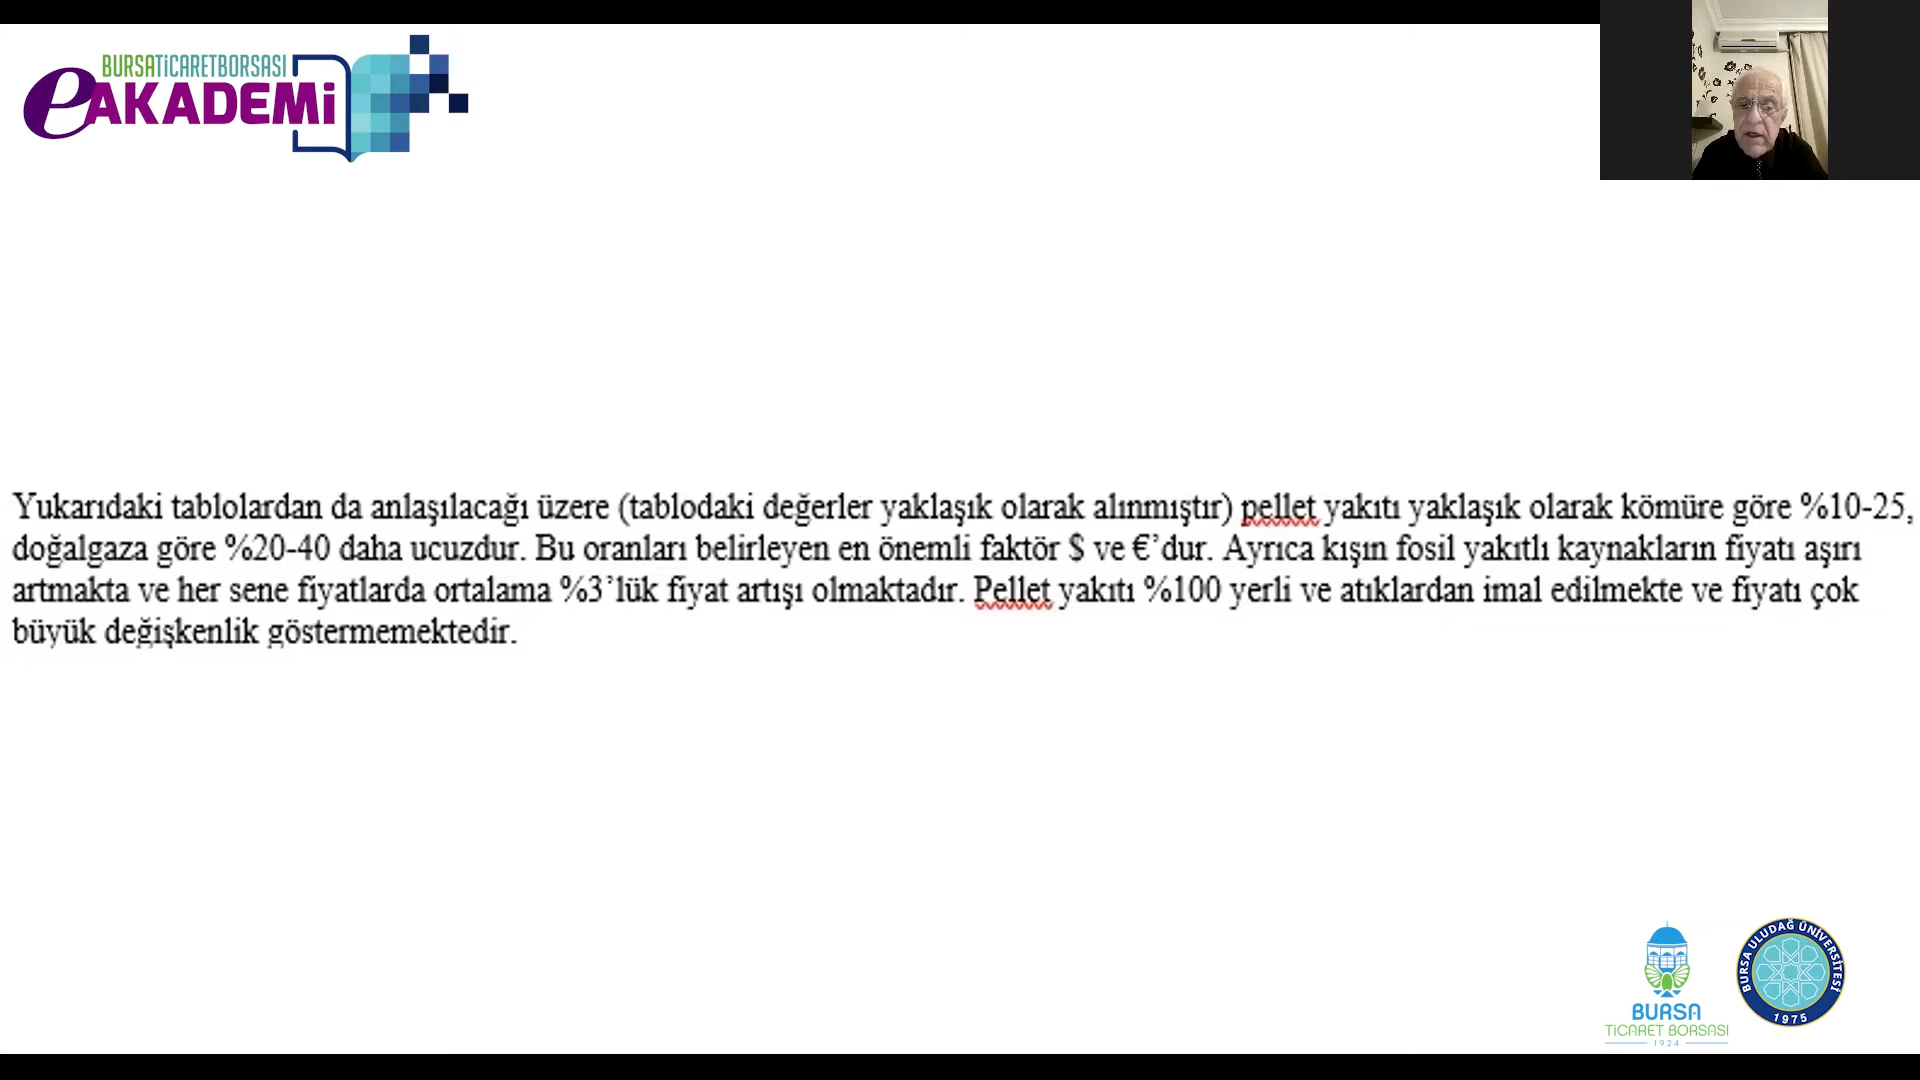 BURSATİCARETBORSASI
eAKADEMİ
Yukarıdaki tablolardan da anlaşılacağı üzere (tablodaki değerler yaklaşık olarak alınmıştır) pellet yakıtı yaklaşık olarak kömüre göre %10-25,
doğalgaza göre %20-40 daha ucuzdur. Bu oranları belirleyen en önemli faktör $ ve €’dur. Ayrıca kışın fosil yakıtlı kaynakların fiyatı aşırı
artmakta ve her sene fiyatlarda ortalama %3’lük fiyat artışı olmaktadır. Pellet yakıtı %100 yerli ve atıklardan imal edilmekte ve fiyatı çok
büyük değişkenlik göstermemektedir.
BURSA
TİCARET BORSASI
1924
BURSA ULUDAĞ ÜNİVERSİTESİ
1975